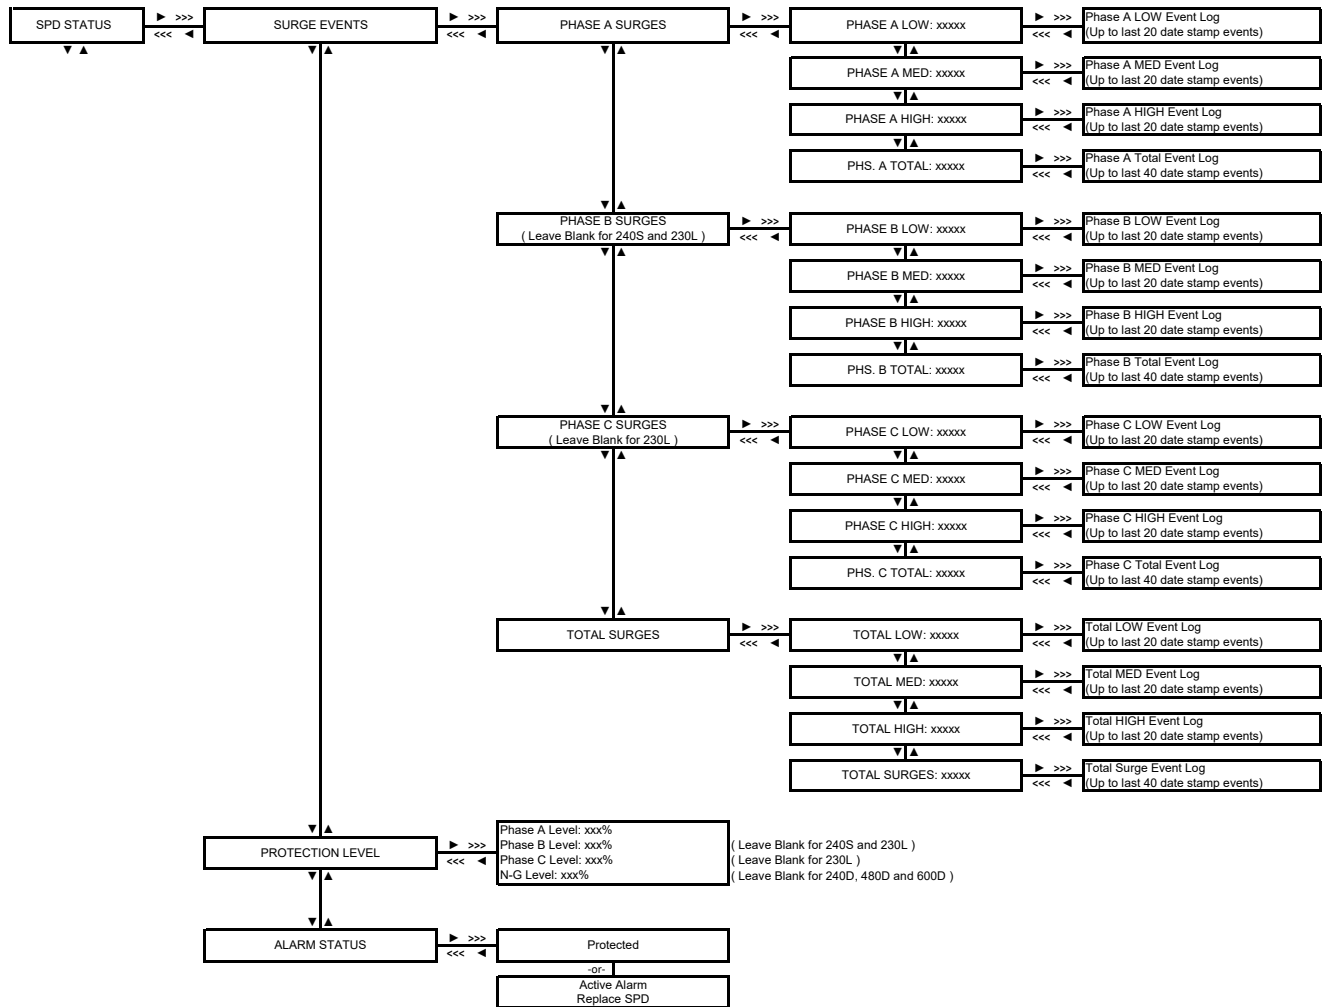 SPD STATUS
► >>>
<<< ◄
SURGE EVENTS
► >>>
<<< ◄
PHASE A SURGES
► >>>
<<< ◄
PHASE A LOW: xxxxx
► >>>
<<< ◄
Phase A LOW Event Log
(Up to last 20 date stamp events)
▼ ▲
▼ ▲
▼ ▲
▼ ▲
PHASE A MED: xxxxx
► >>>
<<< ◄
Phase A MED Event Log
(Up to last 20 date stamp events)
▼ ▲
PHASE A HIGH: xxxxx
► >>>
<<< ◄
Phase A HIGH Event Log
(Up to last 20 date stamp events)
▼ ▲
PHS. A TOTAL: xxxxx
► >>>
<<< ◄
Phase A Total Event Log
(Up to last 40 date stamp events)
▼ ▲
PHASE B SURGES
( Leave Blank for 240S and 230L )
► >>>
<<< ◄
PHASE B LOW: xxxxx
► >>>
<<< ◄
Phase B LOW Event Log
(Up to last 20 date stamp events)
▼ ▲
▼ ▲
PHASE B MED: xxxxx
► >>>
<<< ◄
Phase B MED Event Log
(Up to last 20 date stamp events)
▼ ▲
PHASE B HIGH: xxxxx
► >>>
<<< ◄
Phase B HIGH Event Log
(Up to last 20 date stamp events)
▼ ▲
PHS. B TOTAL: xxxxx
► >>>
<<< ◄
Phase B Total Event Log
(Up to last 40 date stamp events)
▼ ▲
PHASE C SURGES
( Leave Blank for 230L )
► >>>
<<< ◄
PHASE C LOW: xxxxx
► >>>
<<< ◄
Phase C LOW Event Log
(Up to last 20 date stamp events)
▼ ▲
▼ ▲
PHASE C MED: xxxxx
► >>>
<<< ◄
Phase C MED Event Log
(Up to last 20 date stamp events)
▼ ▲
PHASE C HIGH: xxxxx
► >>>
<<< ◄
Phase C HIGH Event Log
(Up to last 20 date stamp events)
▼ ▲
PHS. C TOTAL: xxxxx
► >>>
<<< ◄
Phase C Total Event Log
(Up to last 40 date stamp events)
▼ ▲
TOTAL SURGES
► >>>
<<< ◄
TOTAL LOW: xxxxx
► >>>
<<< ◄
Total LOW Event Log
(Up to last 20 date stamp events)
▼ ▲
TOTAL MED: xxxxx
► >>>
<<< ◄
Total MED Event Log
(Up to last 20 date stamp events)
▼ ▲
TOTAL HIGH: xxxxx
► >>>
<<< ◄
Total HIGH Event Log
(Up to last 20 date stamp events)
▼ ▲
TOTAL SURGES: xxxxx
► >>>
<<< ◄
Total Surge Event Log
(Up to last 40 date stamp events)
▼ ▲
PROTECTION LEVEL
► >>>
<<< ◄
Phase A Level: xxx%
Phase B Level: xxx% ( Leave Blank for 240S and 230L )
Phase C Level: xxx% ( Leave Blank for 230L )
N-G Level: xxx% ( Leave Blank for 240D, 480D and 600D )
▼ ▲
▼ ▲
ALARM STATUS
► >>>
<<< ◄
Protected
-or-
Active Alarm
Replace SPD